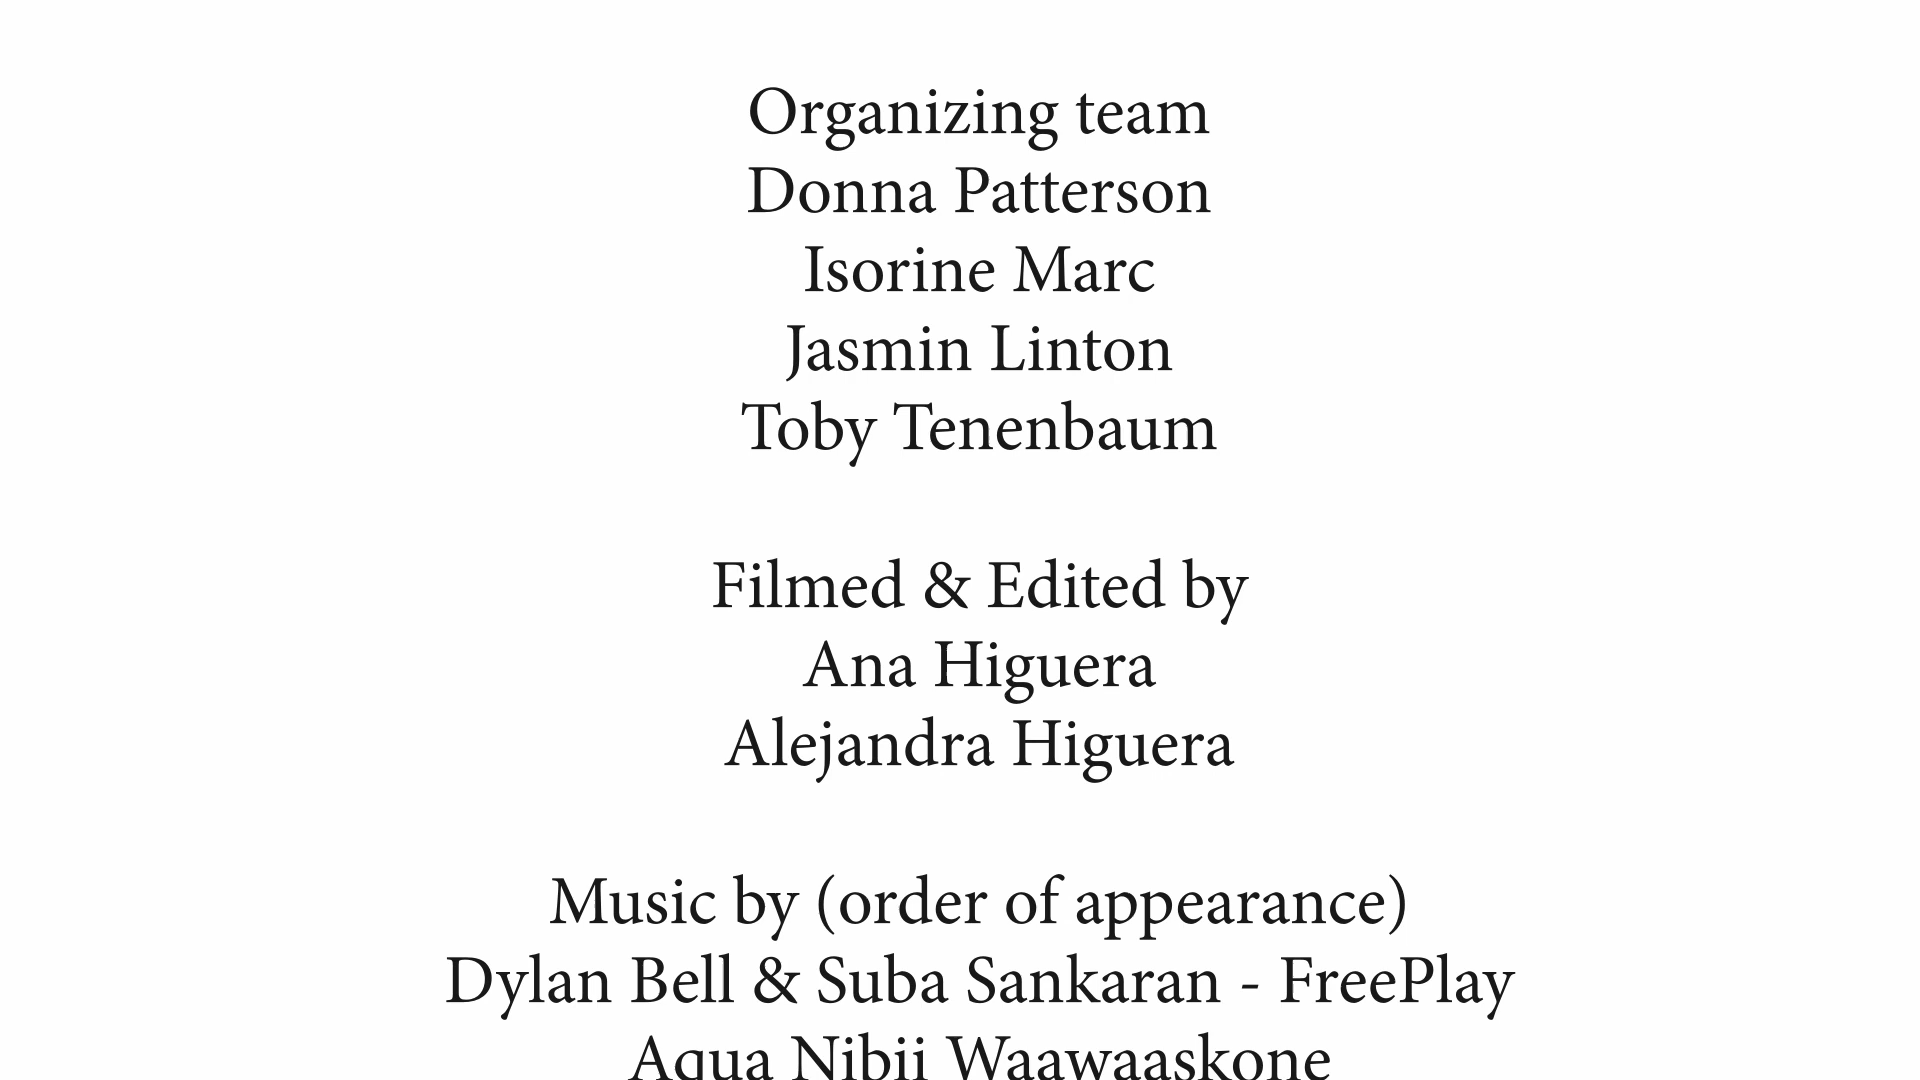 Organizing team
Donna Patterson
Isorine Marc
Jasmin Linton
Toby Tenenbaum
Filmed & Edited by
Ana Higuera
Alejandra Higuera
Music by (order of appearance)
Dylan Bell & Suba Sankaran - FreePlay
Aqua Nibii Waawaaskone